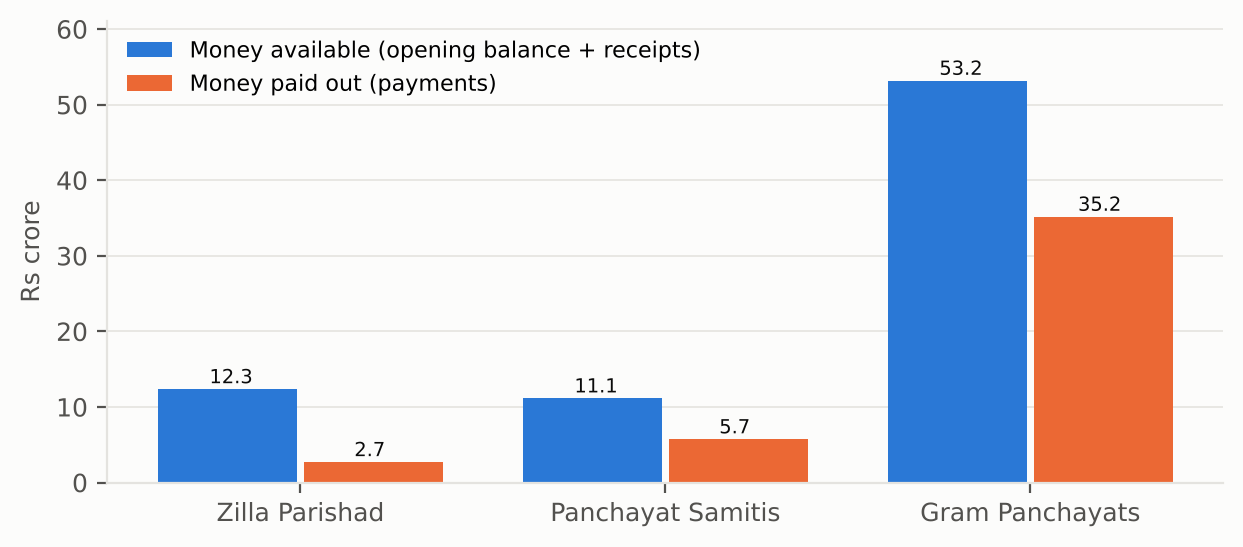 Money available (opening balance + receipts)
Money paid out (payments)
Rs crore
60
50
40
30
20
10
0
12.3
2.7
11.1
5.7
53.2
35.2
Zilla Parishad
Panchayat Samitis
Gram Panchayats